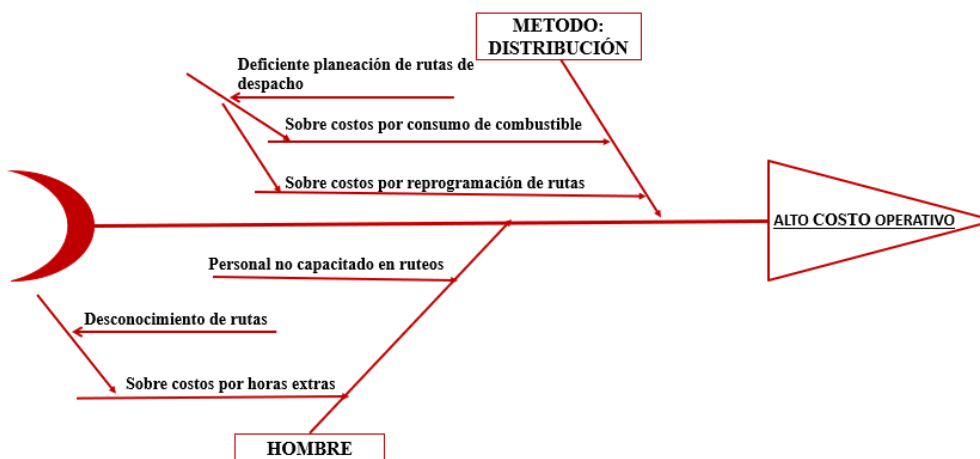 METODO:
DISTRIBUCIÓN
Deficiente planeación de rutas de
despacho
Sobre costos por consumo de combustible
Sobre costos por reprogramación de rutas
ALTO COSTO OPERATIVO
Personal no capacitado en ruteos
Desconocimiento de rutas
Sobre costos por horas extras
HOMBRE